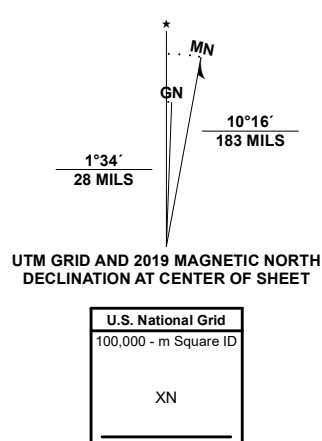 MN
GN
10°16´
183 MILS
1°34´
28 MILS
UTM GRID AND 2019 MAGNETIC NORTH
DECLINATION AT CENTER OF SHEET
U.S. National Grid
100,000 - m Square ID
XN